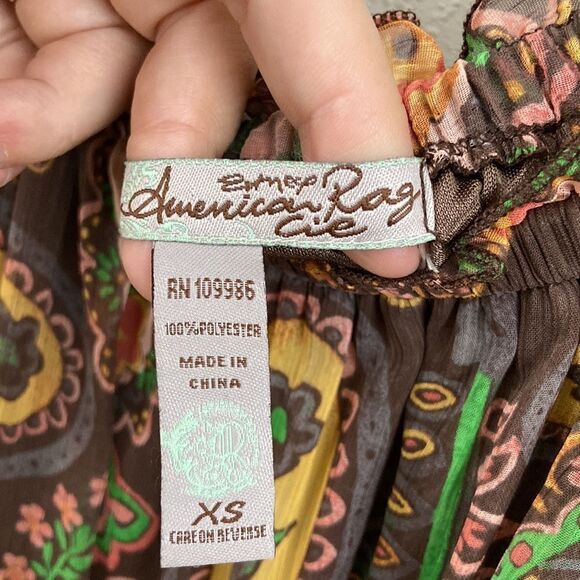 American Rag
Cie
RN 109986
100%POLYESTER
MADE IN
CHINA
XS
CARE ON REVERSE